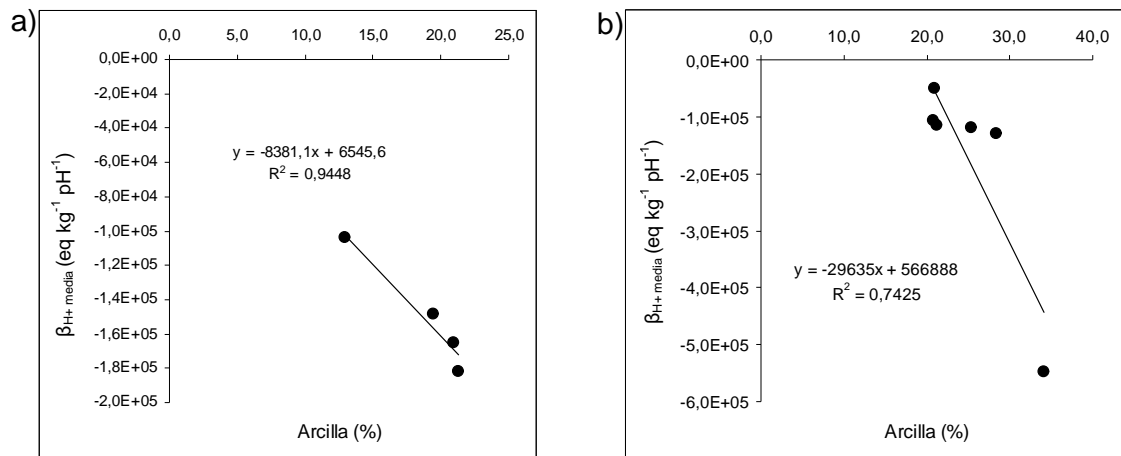 a)
0,0 5,0 10,0 15,0 20,0 25,0
0,0E+00
-2,0E+04
-4,0E+04
-6,0E+04
-8,0E+04
-1,0E+05
-1,2E+05
-1,4E+05
-1,6E+05
-1,8E+05
-2,0E+05
β_H+ media (eq kg⁻¹ pH⁻¹)
y = -8381,1x + 6545,6
R² = 0,9448
Arcilla (%)
b)
0,0 10,0 20,0 30,0 40,0
0,0E+00
-1,0E+05
-2,0E+05
-3,0E+05
-4,0E+05
-5,0E+05
-6,0E+05
β_H+ media (eq kg⁻¹ pH⁻¹)
y = -29635x + 566888
R² = 0,7425
Arcilla (%)